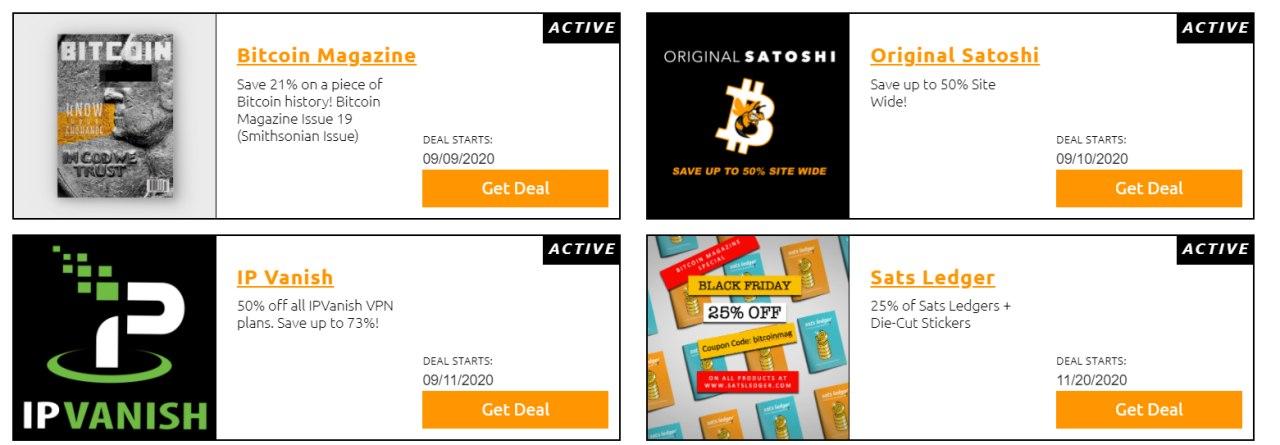 BITCOIN
KNOW
EXCHANGE
IN CODWE
TRUST
ACTIVE
Bitcoin Magazine
Save 21% on a piece of
Bitcoin history! Bitcoin
Magazine Issue 19
(Smithsonian Issue)
DEAL STARTS:
09/09/2020
Get Deal
ORIGINAL SATOSHI
SAVE UP TO 50% SITE WIDE
ACTIVE
Original Satoshi
Save up to 50% Site
Wide!
DEAL STARTS:
09/10/2020
Get Deal
IPVANISH
ACTIVE
IP Vanish
50% off all IPVanish VPN
plans. Save up to 73%!
DEAL STARTS:
09/11/2020
Get Deal
BITCOIN MAGAZINE
SPECIAL
BLACK FRIDAY
25% OFF
Coupon Code: bitcoinmag
ON ALL PRODUCTS AT
WWW.SATSLEDGER.COM
sats ledger
sats ledger
sats ledger
ACTIVE
Sats Ledger
25% of Sats Ledgers +
Die-Cut Stickers
DEAL STARTS:
11/20/2020
Get Deal